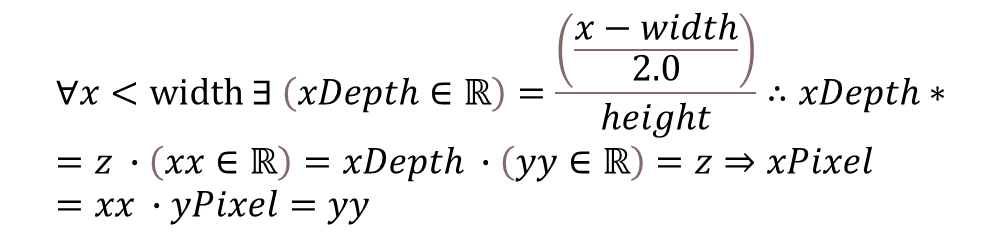 ∀x < width ∃ (xDepth ∈ ℝ) = ((x − width)/2.0)/height ∴ xDepth ∗
= z · (xx ∈ ℝ) = xDepth · (yy ∈ ℝ) = z ⇒ xPixel
= xx · yPixel = yy